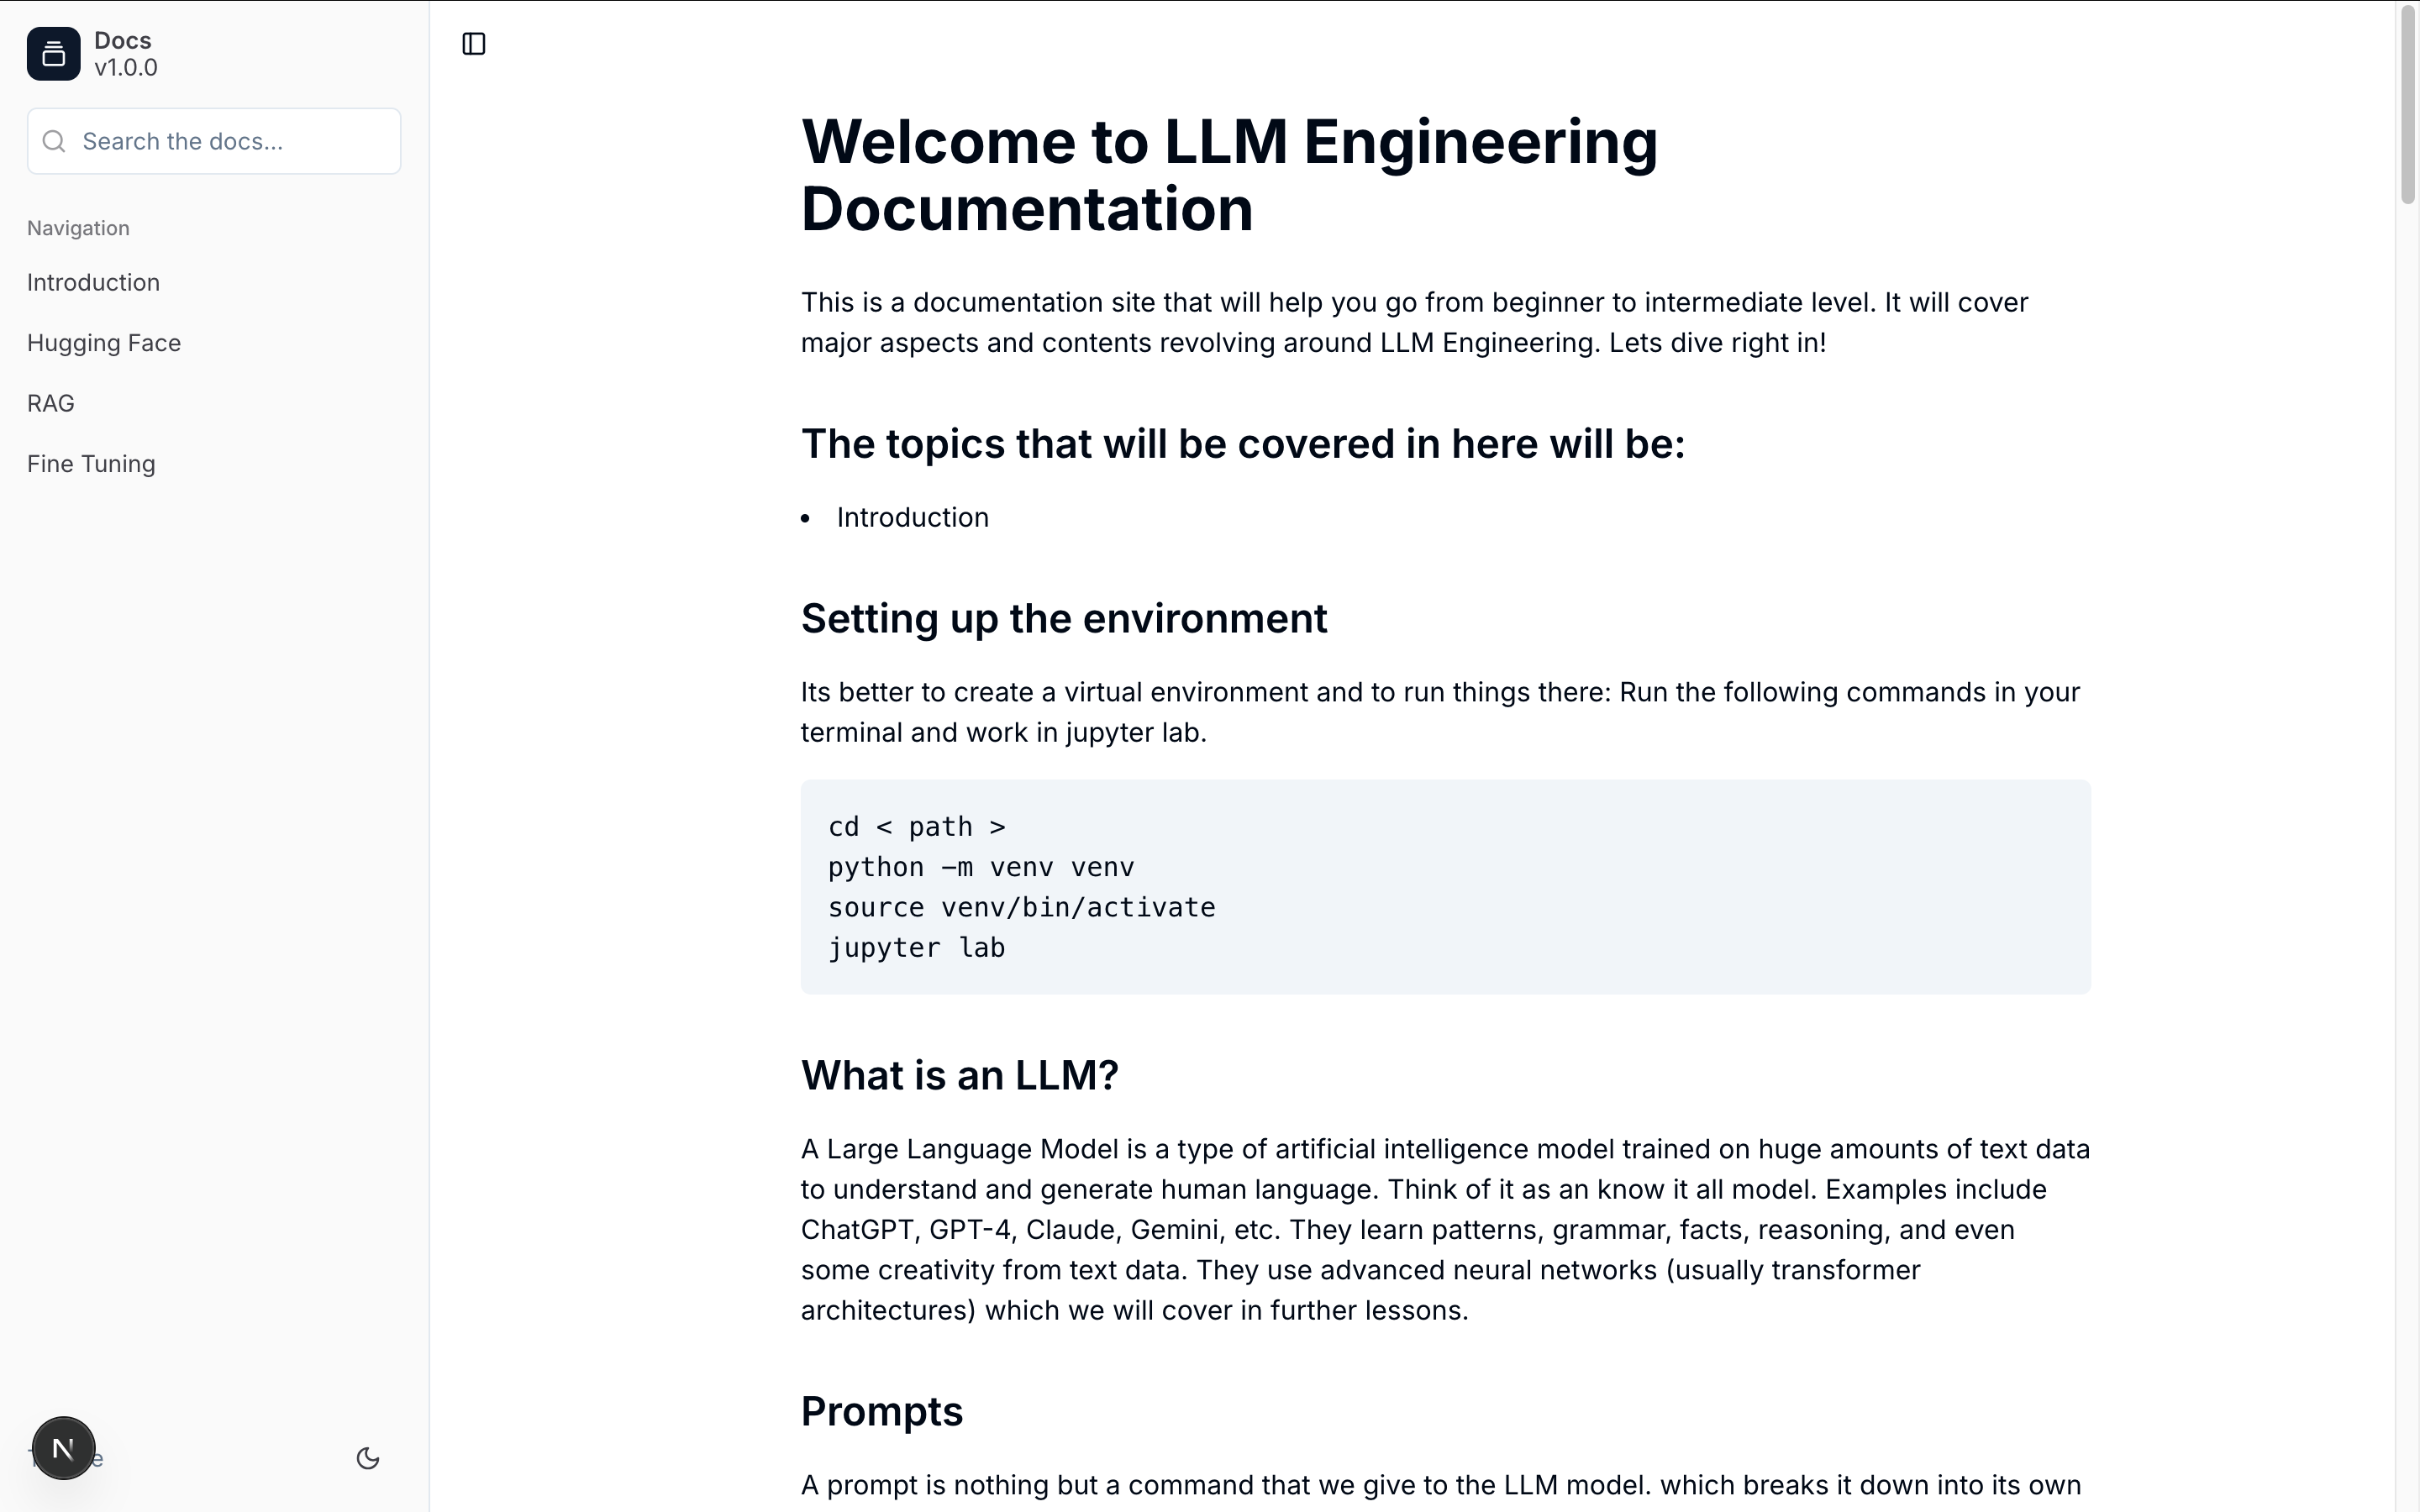 Docs
v1.0.0
Search the docs...
Navigation
Introduction
Hugging Face
RAG
Fine Tuning
N
Welcome to LLM Engineering
Documentation
This is a documentation site that will help you go from beginner to intermediate level. It will cover
major aspects and contents revolving around LLM Engineering. Lets dive right in!
The topics that will be covered in here will be:
• Introduction
Setting up the environment
Its better to create a virtual environment and to run things there: Run the following commands in your
terminal and work in jupyter lab.
cd < path >
python -m venv venv
source venv/bin/activate
jupyter lab
What is an LLM?
A Large Language Model is a type of artificial intelligence model trained on huge amounts of text data
to understand and generate human language. Think of it as an know it all model. Examples include
ChatGPT, GPT-4, Claude, Gemini, etc. They learn patterns, grammar, facts, reasoning, and even
some creativity from text data. They use advanced neural networks (usually transformer
architectures) which we will cover in further lessons.
Prompts
A prompt is nothing but a command that we give to the LLM model. which breaks it down into its own